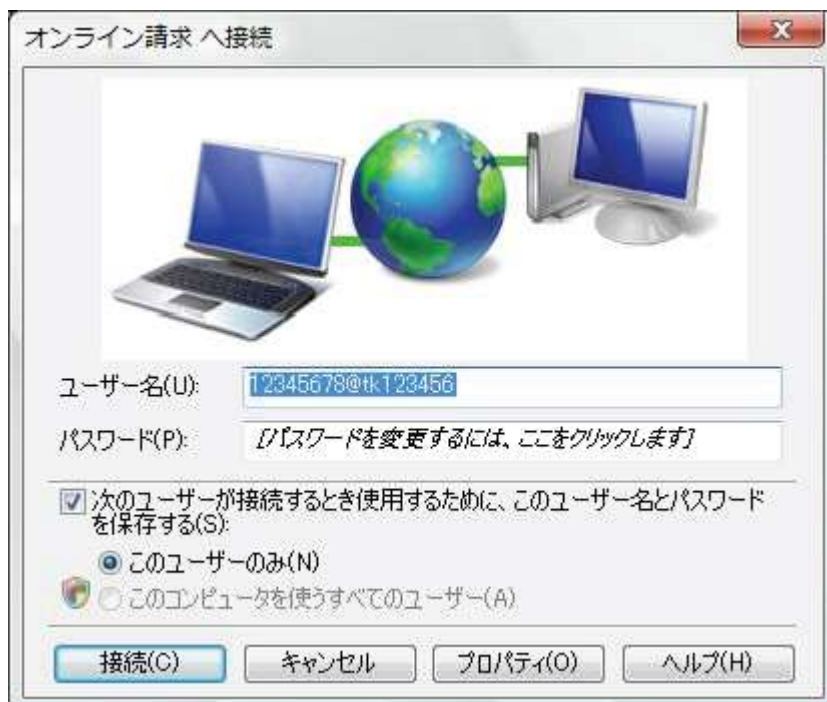 オンライン請求 へ接続
ユーザー名(U):
12345678@tk123456
パスワード(P):
[パスワードを変更するには、ここをクリックします]
次のユーザーが接続するとき使用するために、このユーザー名とパスワード
を保存する(S):
このユーザーのみ(N)
このコンピュータを使うすべてのユーザー(A)
接続(C)
キャンセル
プロパティ(O)
ヘルプ(H)